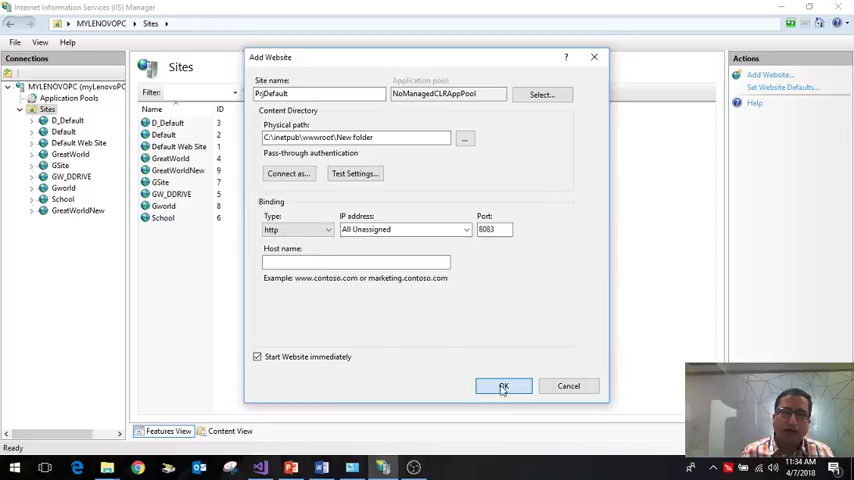 Internet Information Services (IIS) Manager
MYLENOVOPC
Sites
File
View
Help
Connections
MYLENOVOPC (myLenovoPC
Application Pools
Sites
D_Default
Default
Default Web Site
GreatWorld
GSite
GW_DDRIVE
Gworld
School
GreatWorldNew
Sites
Filter:
Name
ID
D_Default
3
Default
2
Default Web Site
1
GreatWorld
4
GreatWorldNew
9
GSite
7
GW_DDRIVE
5
Gworld
8
School
6
Features View
Content View
Ready
Add Website
?
Site name:
Application pool:
PrjDefault
NoManagedCLRAppPool
Select...
Content Directory
Physical path:
C:\inetpub\wwwroot\New folder
...
Pass-through authentication
Connect as...
Test Settings...
Binding
Type:
IP address:
Port:
http
All Unassigned
8083
Host name:
Example: www.contoso.com or marketing.contoso.com
Start Website immediately
OK
Cancel
Actions
Add Website...
Set Website Defaults...
Help
11:34 AM
4/7/2018